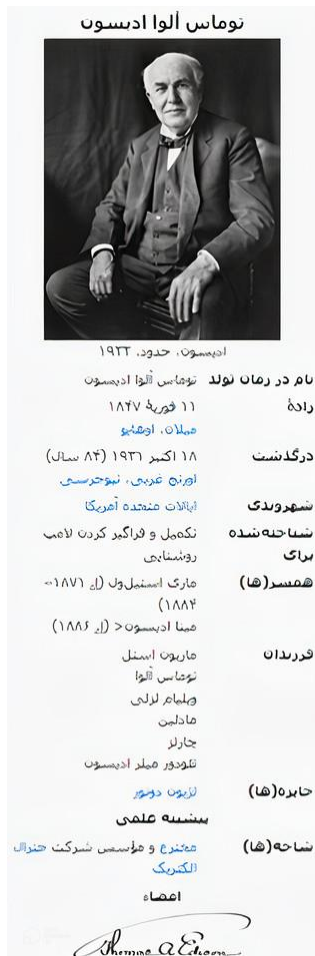 توماس آلوا ادیسون
ادیسون، حدود. ۱۹۲۲
نام در زمان تولد توماس آلوا ادیسون
زادهٔ ۱۱ فوریهٔ ۱۸۴۷
میلان، اوهایو
درگذشت ۱۸ اکتبر ۱۹۳۱ (۸۴ سال)
اورنج غربی، نیوجرسی
شهروندی ایالات متحده آمریکا
شناخته‌شده تکمیل و فراگیر کردن لامپ
برای روشنایی
همسر(ها) ماری استیل‌ول (۱۸۷۱–
۱۸۸۴)
مینا ادیسون (۱۸۸۶)
فرزندان ماریون استل
توماس آلوا
ویلیام لزلی
مادلین
چارلز
تئودور میلر ادیسون
جایزه(ها) لژیون دونور
پیشینه علمی
شاخه(ها) مخترع و مؤسس شرکت جنرال
الکتریک
امضاء
Thomas A Edison